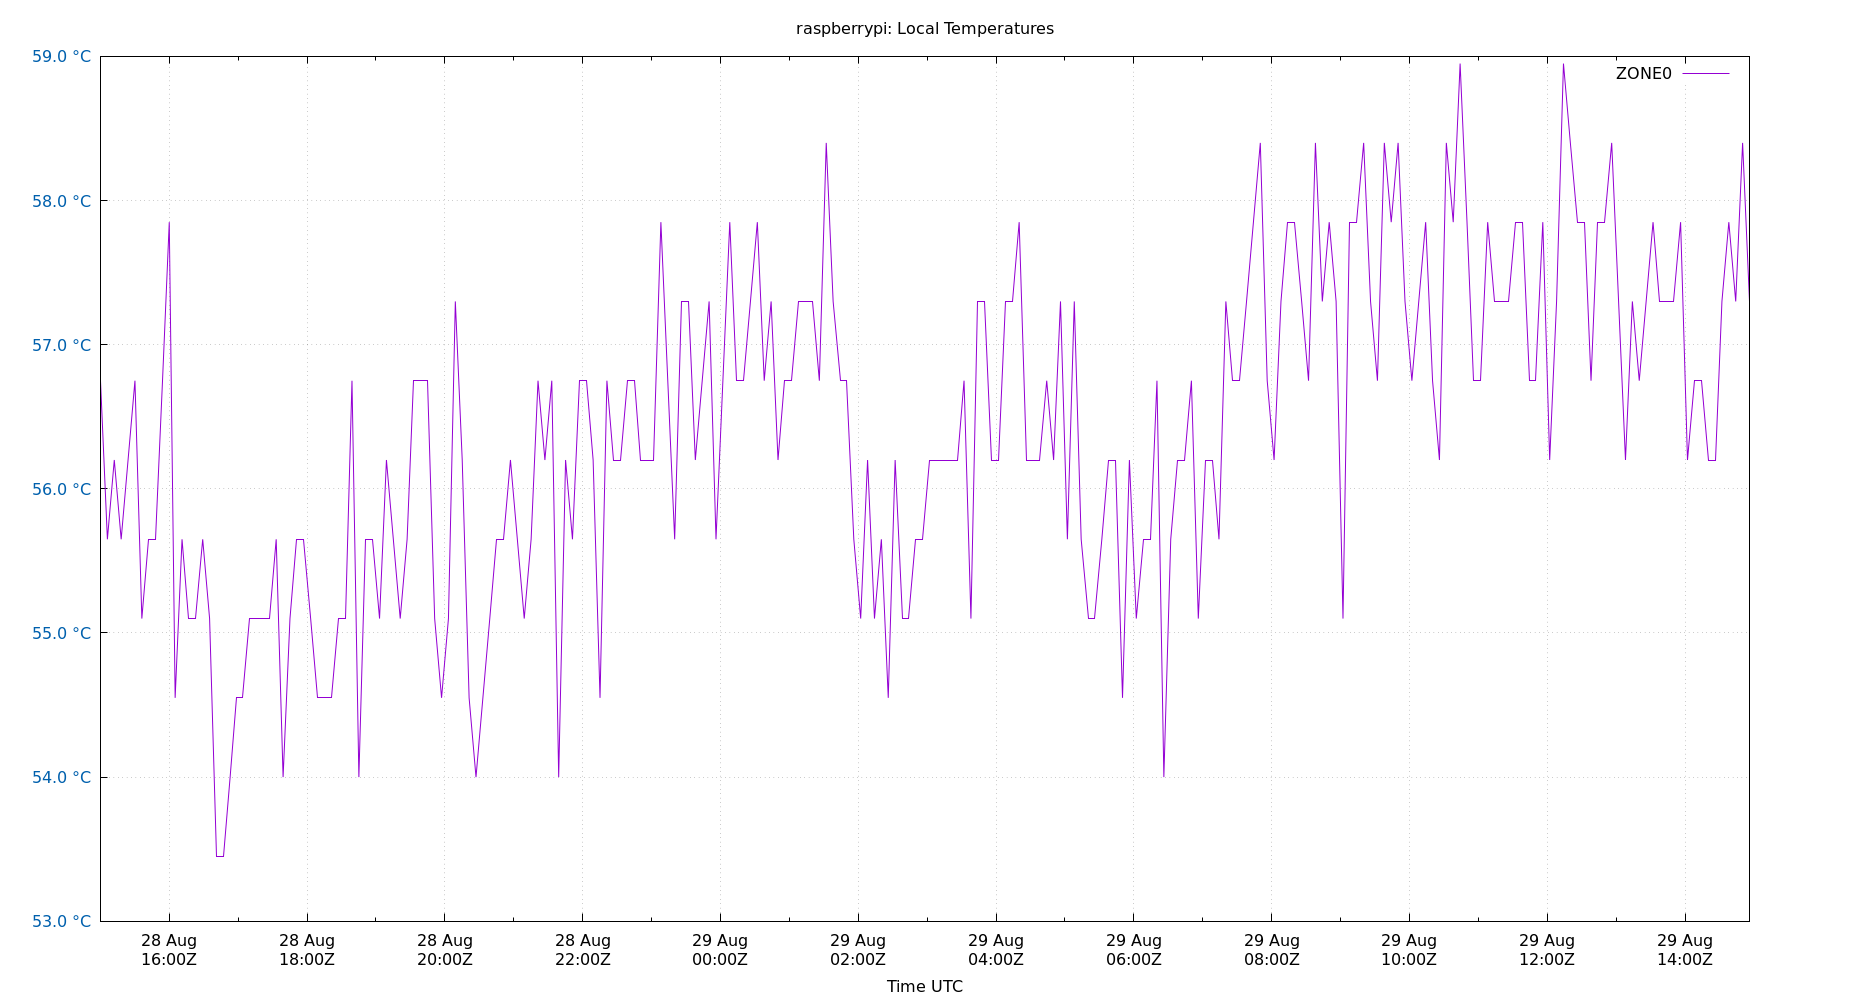 raspberrypi: Local Temperatures
59.0 °C
ZONE0
58.0 °C
57.0 °C
56.0 °C
55.0 °C
54.0 °C
53.0 °C
28 Aug 28 Aug 28 Aug 28 Aug 29 Aug 29 Aug 29 Aug 29 Aug 29 Aug 29 Aug 29 Aug 29 Aug
16:00Z 18:00Z 20:00Z 22:00Z 00:00Z 02:00Z 04:00Z 06:00Z 08:00Z 10:00Z 12:00Z 14:00Z
Time UTC